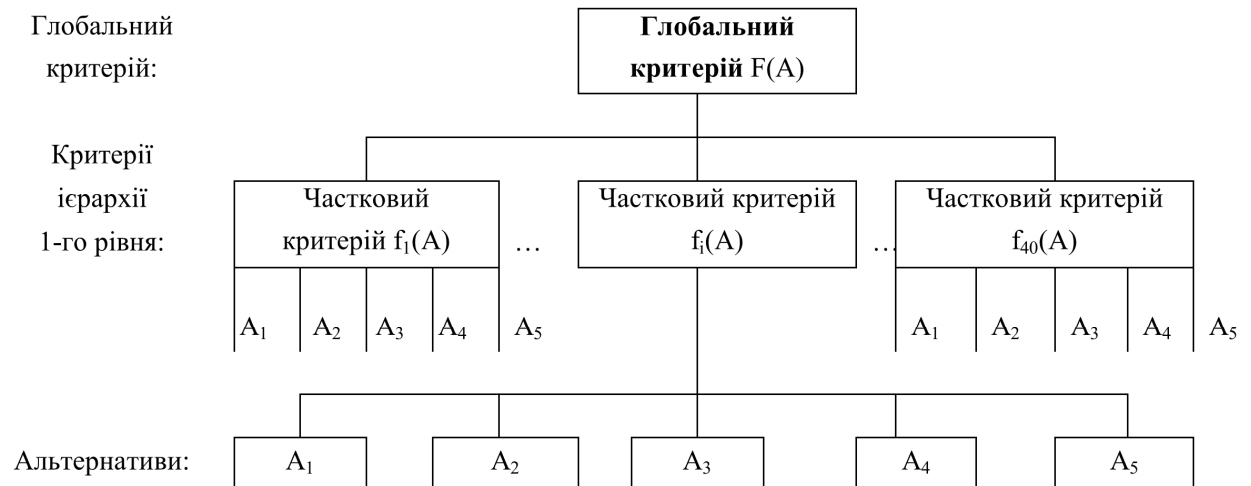 Глобальний
критерій:
Глобальний
критерій F(A)
Критерії
ієрархії
1-го рівня:
Частковий
критерій f₁(A)
…
Частковий критерій
fᵢ(A)
…
Частковий критерій
f₄₀(A)
A₁ A₂ A₃ A₄ A₅
A₁ A₂ A₃ A₄ A₅
Альтернативи:
A₁ A₂ A₃ A₄ A₅